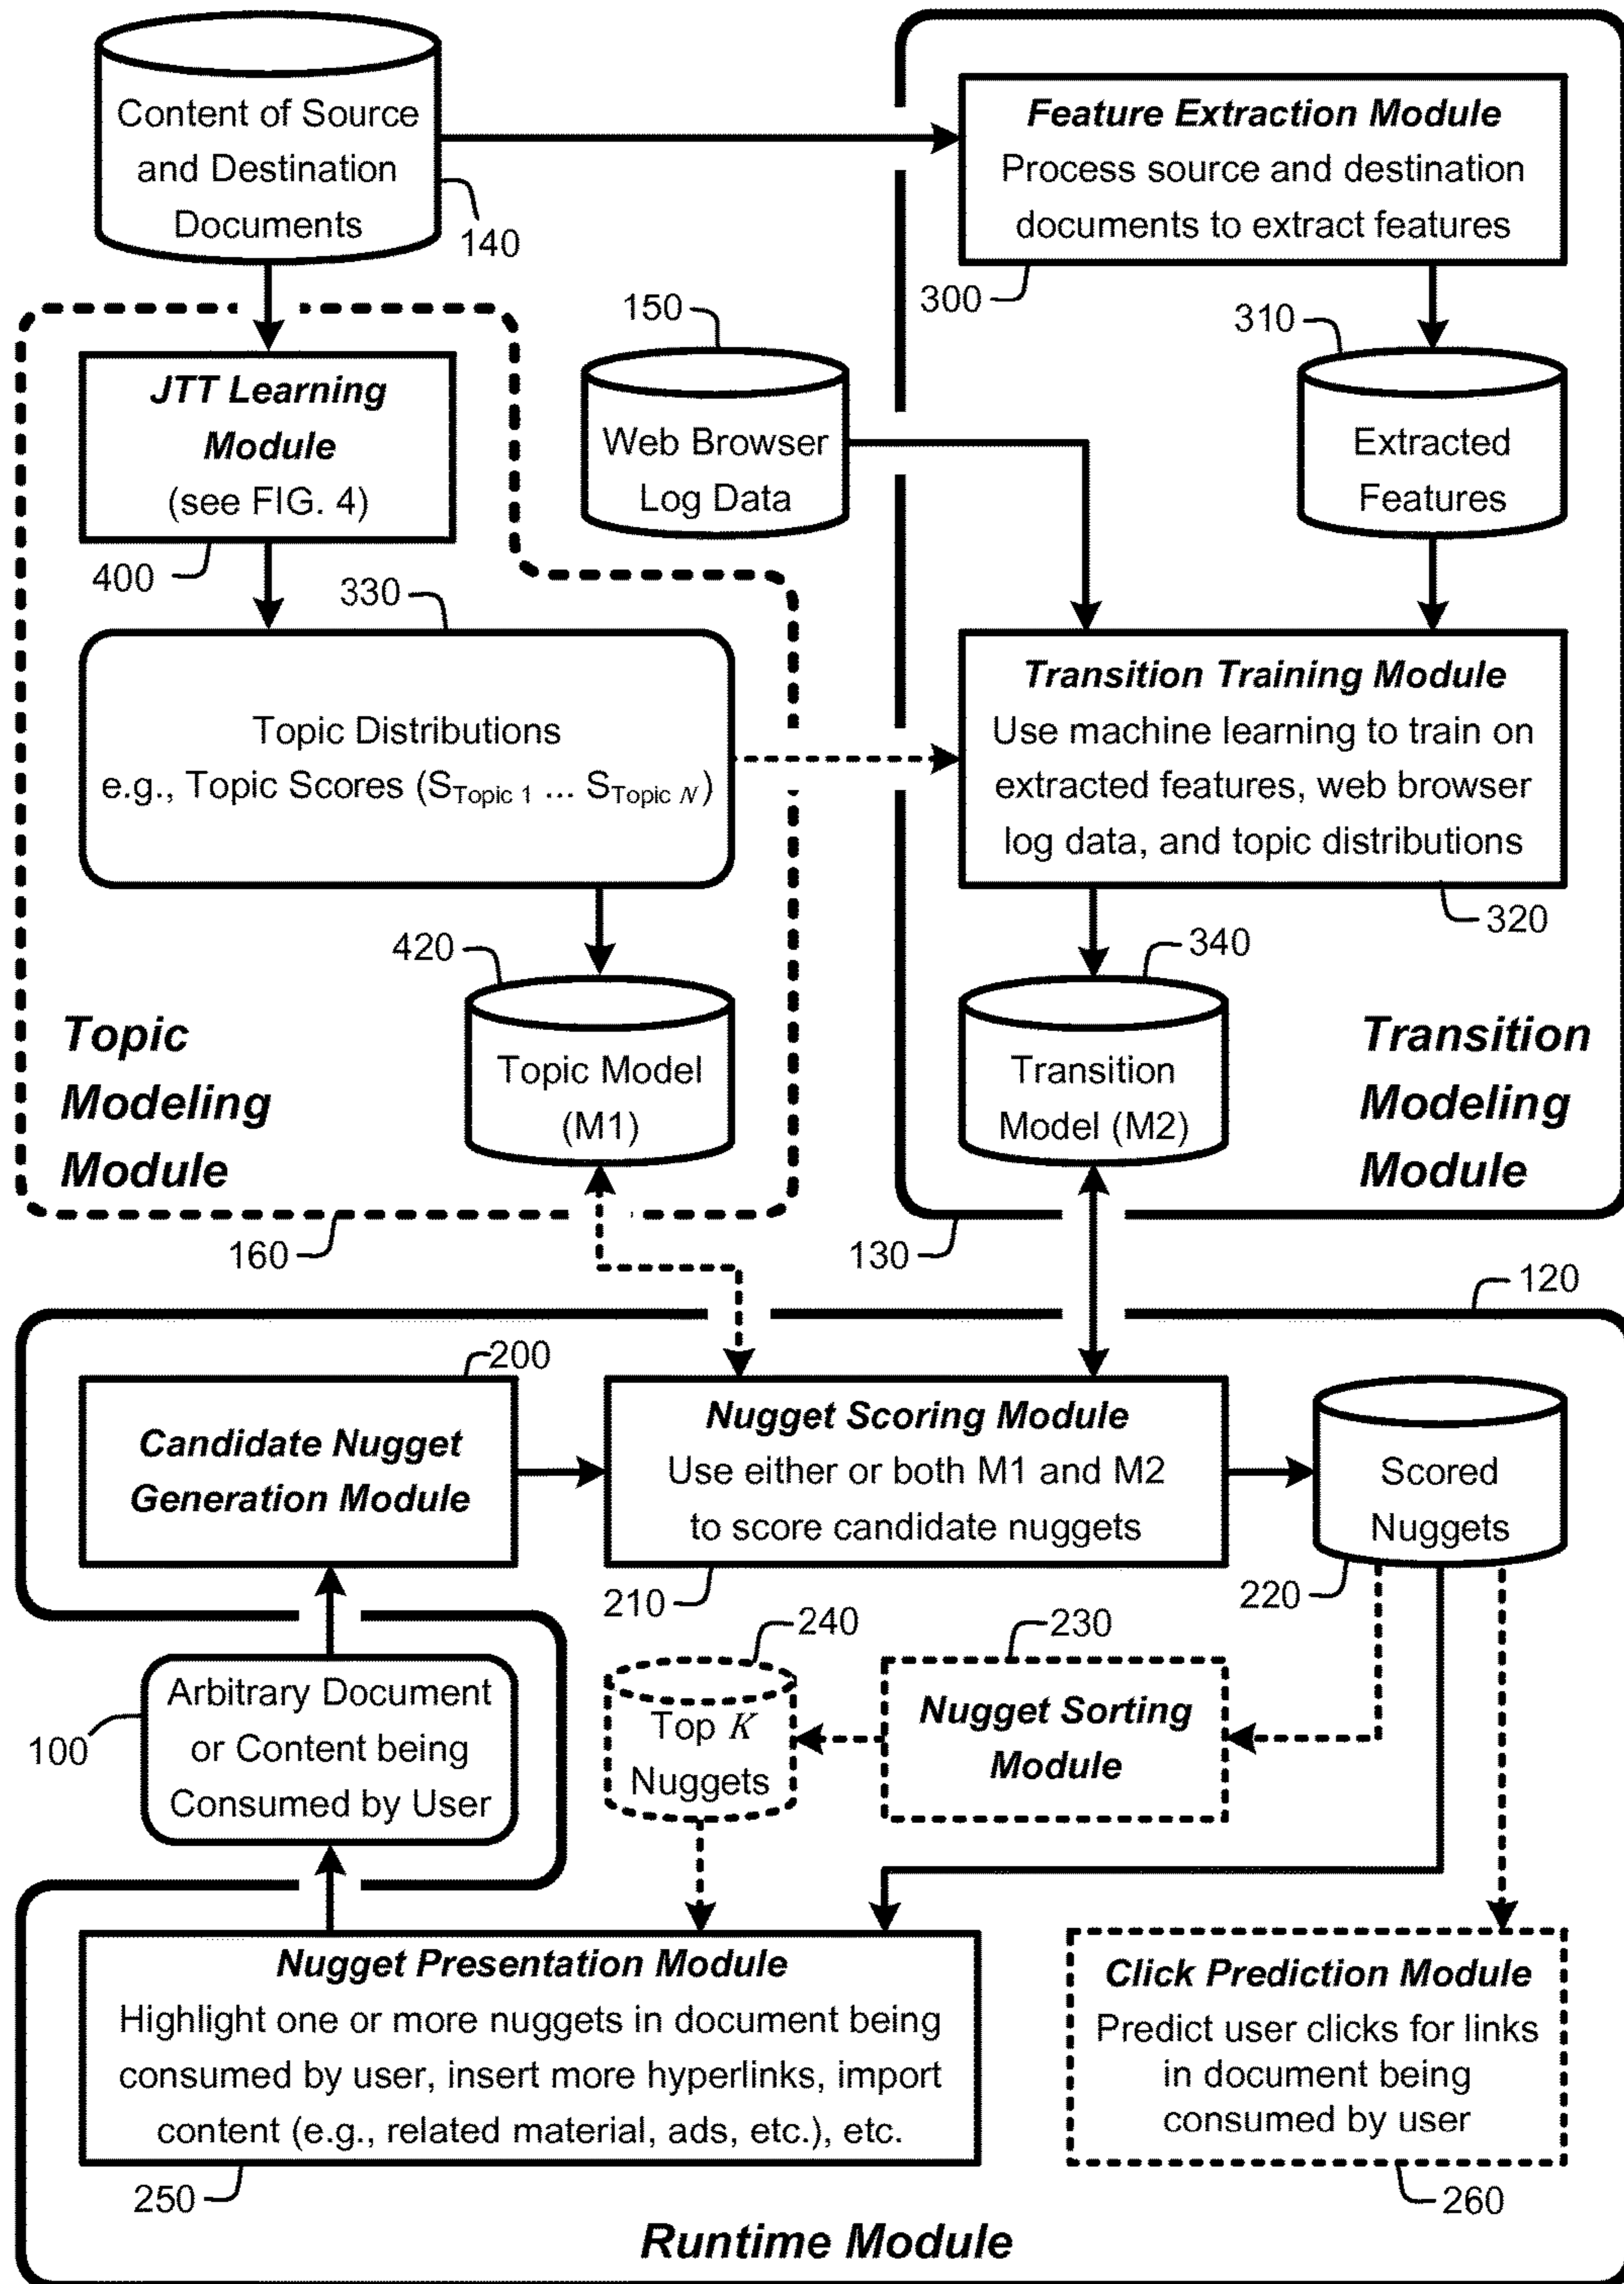 Content of Source
and Destination
Documents
140
Feature Extraction Module
Process source and destination
documents to extract features
300
150
310
JTT Learning
Module
(see FIG. 4)
400
Web Browser
Log Data
Extracted
Features
330
Topic Distributions
e.g., Topic Scores (STopic 1 ... STopic N)
Transition Training Module
Use machine learning to train on
extracted features, web browser
log data, and topic distributions
320
420
340
Topic
Modeling
Module
Topic Model
(M1)
Transition
Model (M2)
Transition
Modeling
Module
160
130
120
200
Candidate Nugget
Generation Module
Nugget Scoring Module
Use either or both M1 and M2
to score candidate nuggets
Scored
Nuggets
210
220
240
230
100
Arbitrary Document
or Content being
Consumed by User
Top K
Nuggets
Nugget Sorting
Module
Nugget Presentation Module
Highlight one or more nuggets in document being
consumed by user, insert more hyperlinks, import
content (e.g., related material, ads, etc.), etc.
250
Click Prediction Module
Predict user clicks for links
in document being
consumed by user
260
Runtime Module